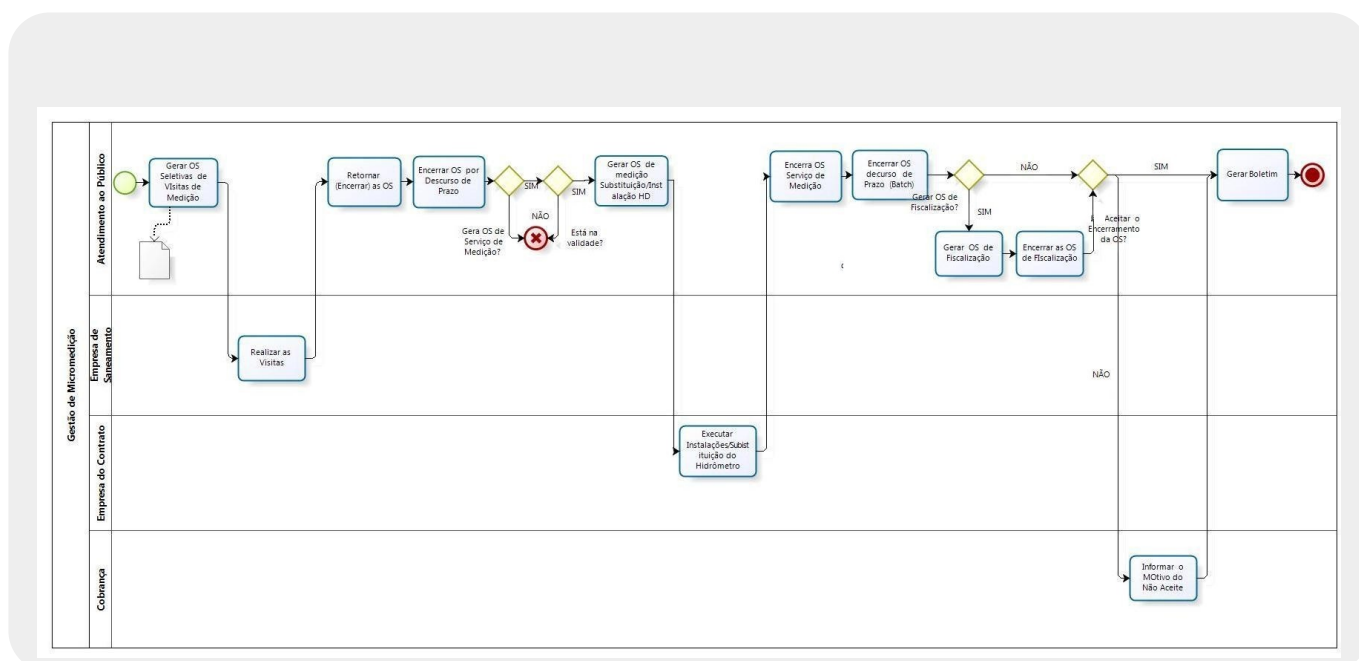 Gestão de Micromedição
Atendimento ao Público
Gerar OS
Seletivas de
VIsitas de
Medição
Retornar
(Encerrar) as OS
Encerrar OS por
Descurso de
Prazo
SIM
SIM
NÃO
Gera OS de
Serviço de
Medição?
Está na
validade?
Gerar OS de
medição
Substituição/Inst
alação HD
Encerra OS
Serviço de
Medição
Encerrar OS
decurso de
Prazo (Batch)
Gerar OS de
Fiscalização?
NÃO
SIM
Gerar OS de
Fiscalização
Encerrar as OS
de FIscalização
Aceitar o
Encerramento
da OS?
SIM
Gerar Boletim
Empresa de
Saneamento
Realizar as
Visitas
NÃO
Empresa do Contrato
Executar
Instalações/Subist
ituição do
Hidrômetro
Cobrança
Informar o
MOtivo do
Não Aceite